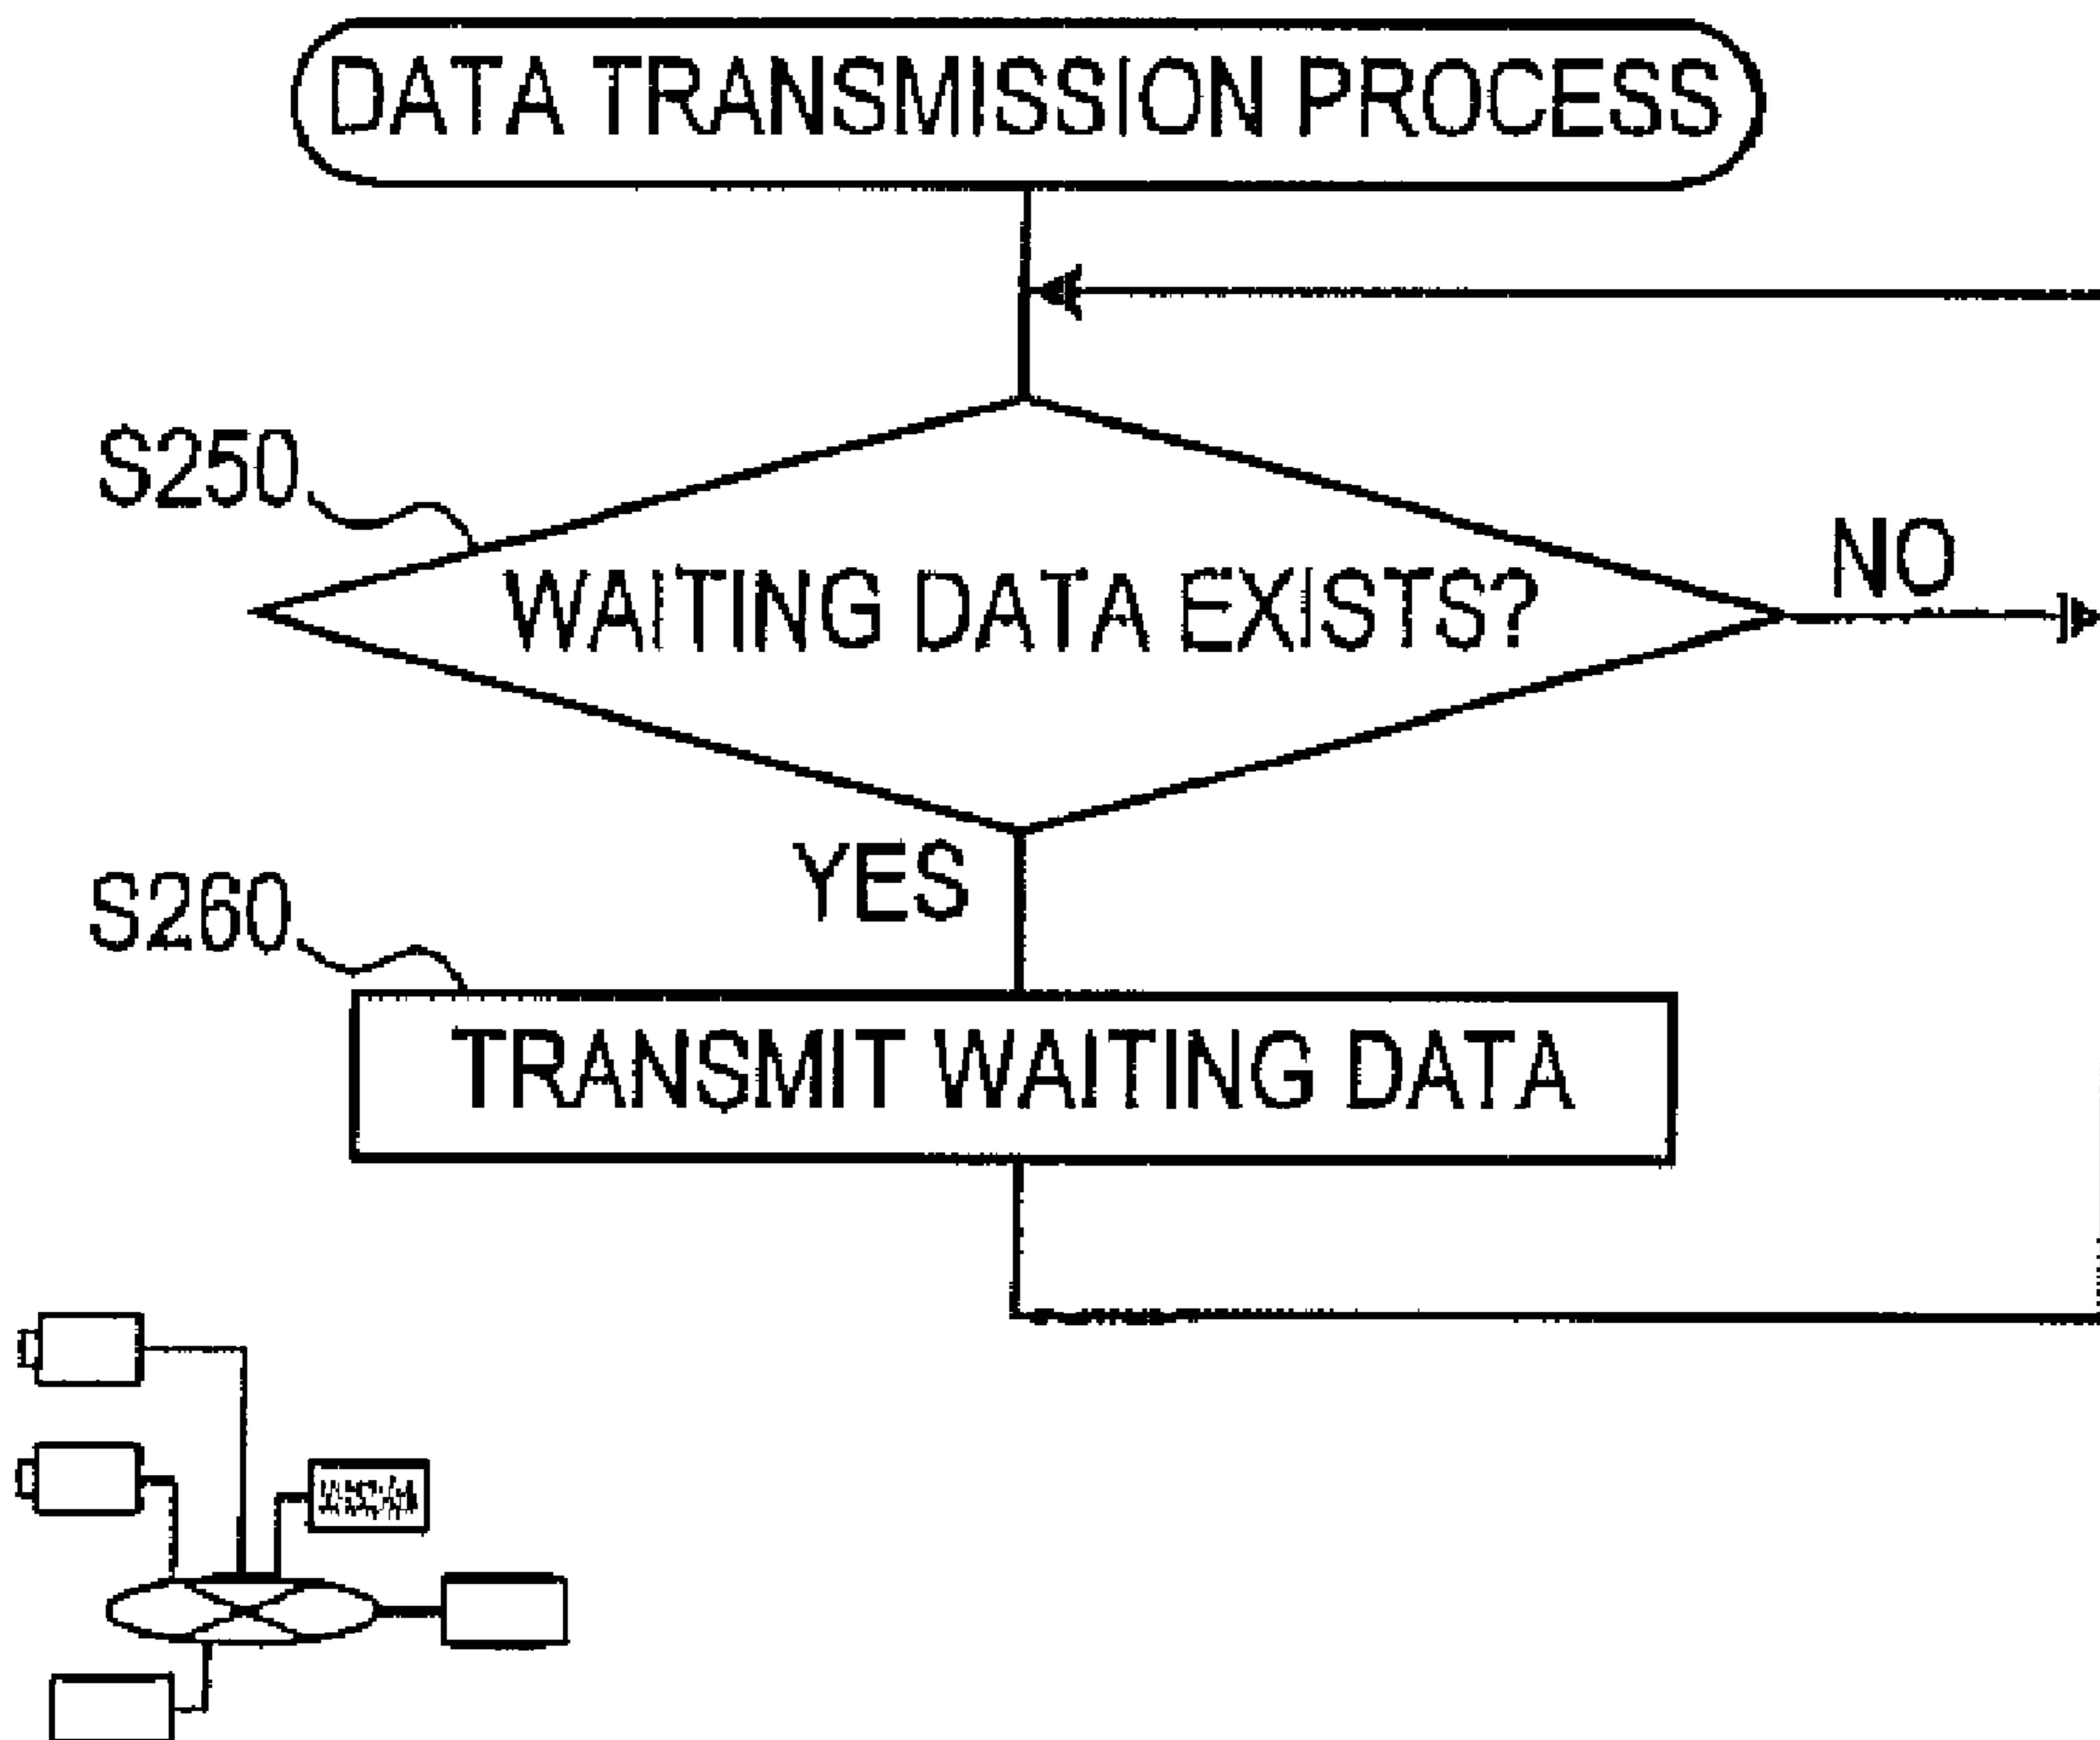 DATA TRANSMISSION PROCESS
S250
WAITING DATA EXISTS?
NO
YES
S260
TRANSMIT WAITING DATA